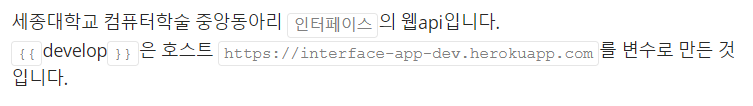 세종대학교 컴퓨터학술 중앙동아리 인터페이스 의 웹api입니다.
{{ develop }} 은 호스트 https://interface-app-dev.herokuapp.com 를 변수로 만든 것
입니다.